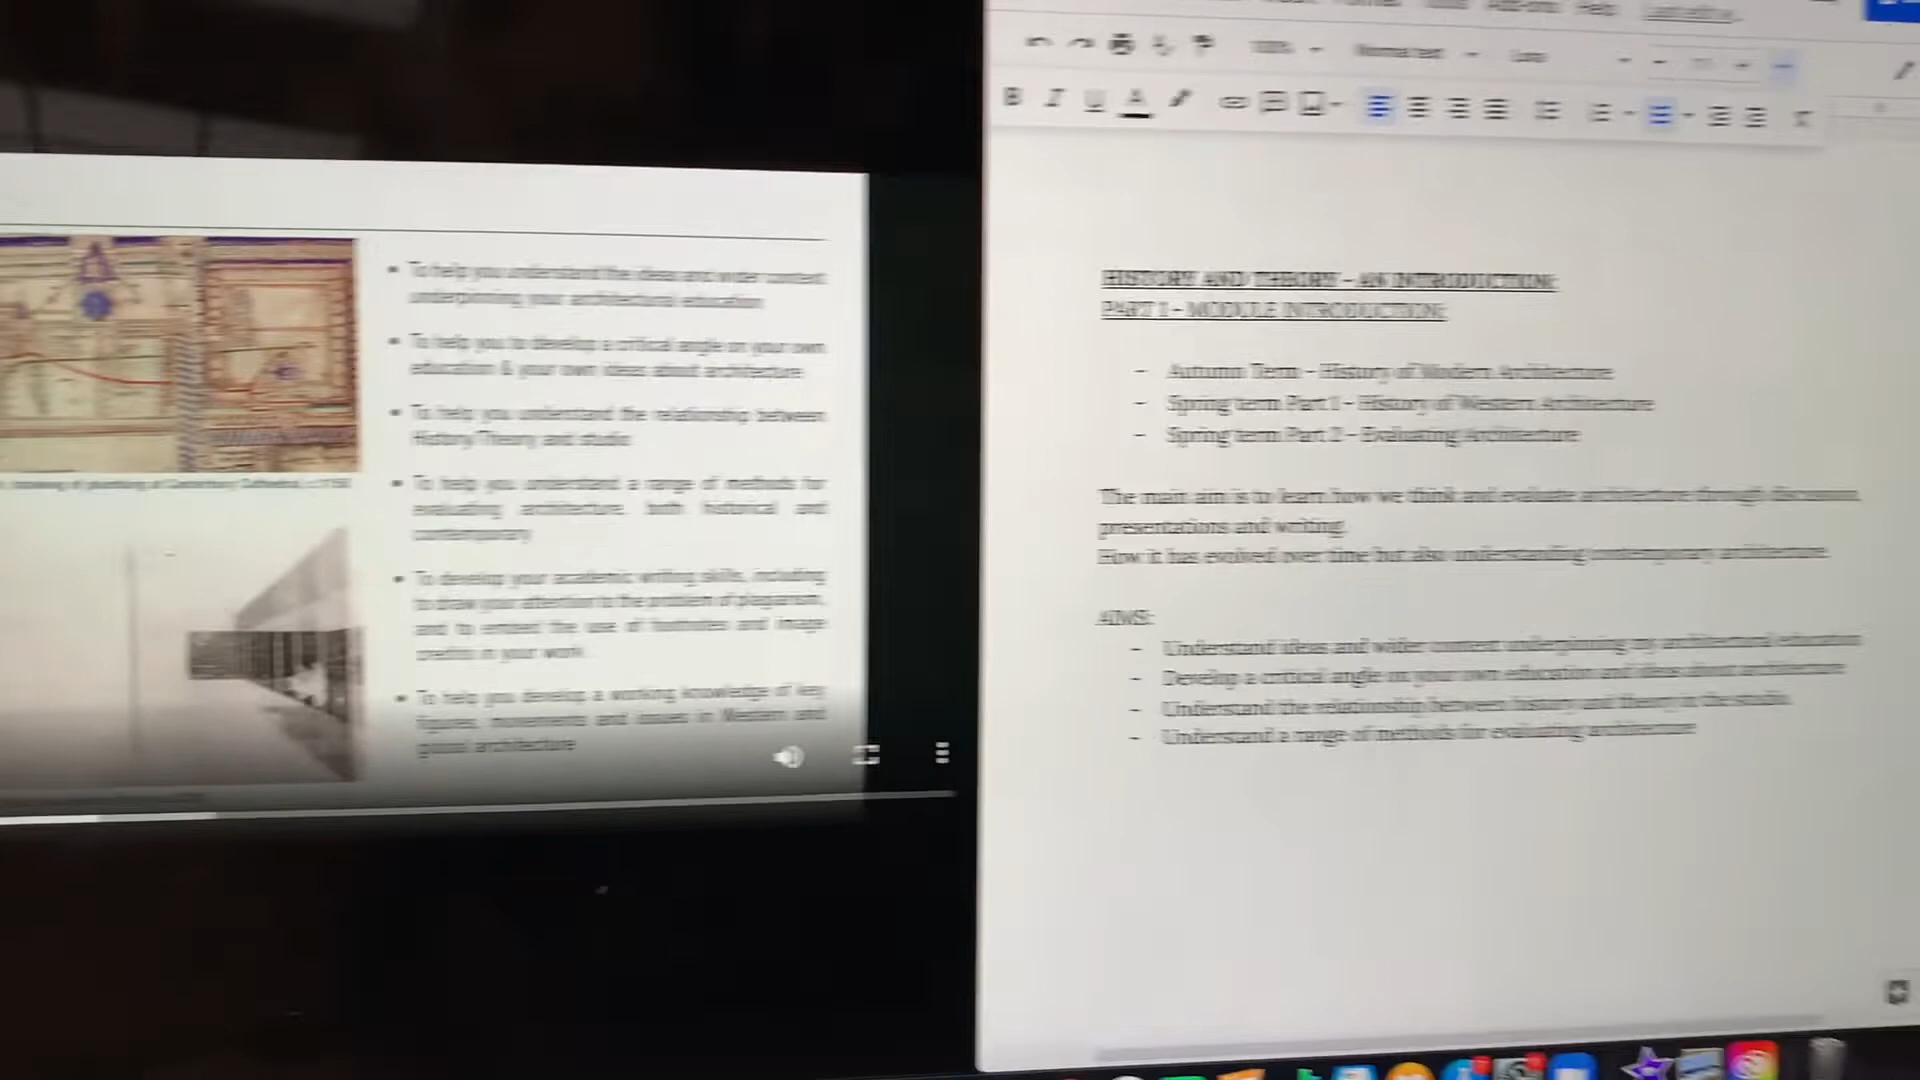 To help you understand the ideas and wider context
underpinning your architectural education
To help you to develop a critical angle on your own
education & your own ideas about architecture
To help you understand the relationship between
History/Theory and studio
To help you understand a range of methods for
evaluating architecture, both historical and
contemporary
To develop your academic writing skills, including
to draw your attention to the problem of plagiarism,
and to embed the use of footnotes and image
credits in your work.
To help you develop a working knowledge of key
figures, movements and issues in Western and
global architecture
Help
100%
Normal text
B I U A
HISTORY AND THEORY - AN INTRODUCTION:
PART 1 - MODULE INTRODUCTION:
- Autumn Term - History of Modern Architecture
- Spring term Part 1 - History of Western Architecture
- Spring term Part 2 - Evaluating Architecture
The main aim is to learn how we think and evaluate architecture through discussion,
presentations and writing.
How it has evolved over time but also understanding contemporary architecture.
AIMS:
- Understand ideas and wider context underpinning my architectural education
- Develop a critical angle on your own education and ideas about architecture
- Understand the relationship between history and theory in the studio.
- Understand a range of methods for evaluating architecture